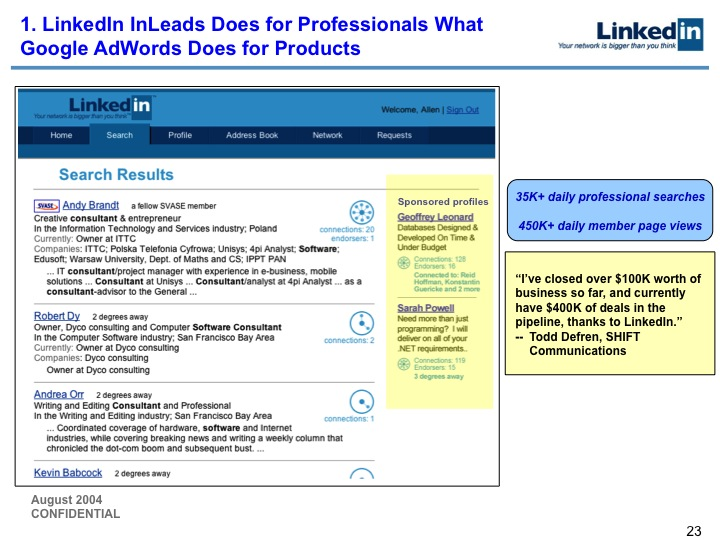 1. LinkedIn InLeads Does for Professionals What
Google AdWords Does for Products
Linkedin
Your network is bigger than you think
Linkedin
Your network is bigger than you think
Welcome, Allen | Sign Out
Home Search Profile Address Book Network Requests
Search Results
SVASE Andy Brandt a fellow SVASE member
Creative consultant & entrepreneur
In the Information Technology and Services industry; Poland
Currently: Owner at ITTC
Companies: ITTC; Polska Telefonia Cyfrowa; Unisys; 4pi Analyst; Software;
Edusoft; Warsaw University, Dept. of Maths and CS; IPPT PAN
... IT consultant/project manager with experience in e-business, mobile
solutions ... Consultant at Unisys ... Consultant/analyst at 4pi Analyst ... as a
consultant-advisor to the General ...
connections: 20
endorsers: 1
Robert Dy 2 degrees away
Owner, Dyco consulting and Computer Software Consultant
In the Computer Software industry; San Francisco Bay Area
Currently: Owner at Dyco consulting
Companies: Dyco consulting
Owner at Dyco consulting
connections: 2
Andrea Orr 2 degrees away
Writing and Editing Consultant and Professional
In the Writing and Editing industry; San Francisco Bay Area
... Coordinated coverage of hardware, software and Internet
industries, while covering breaking news and writing a weekly column that
chronicled the dot-com boom and subsequent bust. ...
connections: 1
Kevin Babcock 2 degrees away
Sponsored profiles
Geoffrey Leonard
Databases Designed &
Developed On Time &
Under Budget
Connections: 128
Endorsers: 16
Connected to: Reid
Hoffman, Konstantin
Guericke and 2 more
Sarah Powell
Need more than just
programming? I will
deliver on all of your
.NET requirements..
Connections: 119
Endorsers: 15
3 degrees away
35K+ daily professional searches
450K+ daily member page views
“I’ve closed over $100K worth of
business so far, and currently
have $400K of deals in the
pipeline, thanks to LinkedIn.”
-- Todd Defren, SHIFT
Communications
August 2004
CONFIDENTIAL
23